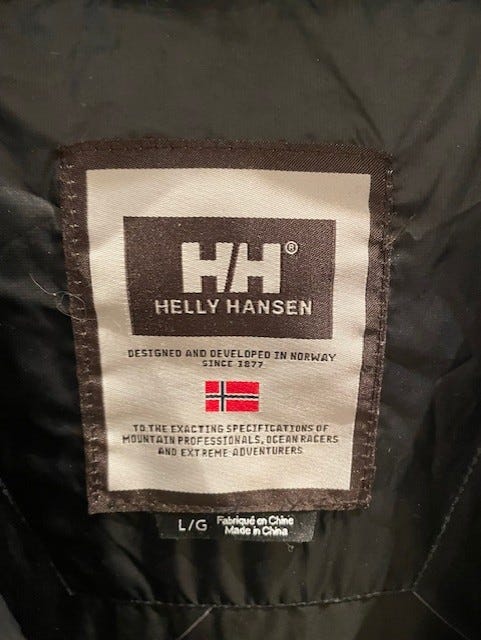 H/H®
HELLY HANSEN
DESIGNED AND DEVELOPED IN NORWAY
SINCE 1877
TO THE EXACTING SPECIFICATIONS OF
MOUNTAIN PROFESSIONALS, OCEAN RACERS
AND EXTREME ADVENTURERS
L/G
Fabriqué en Chine
Made in China